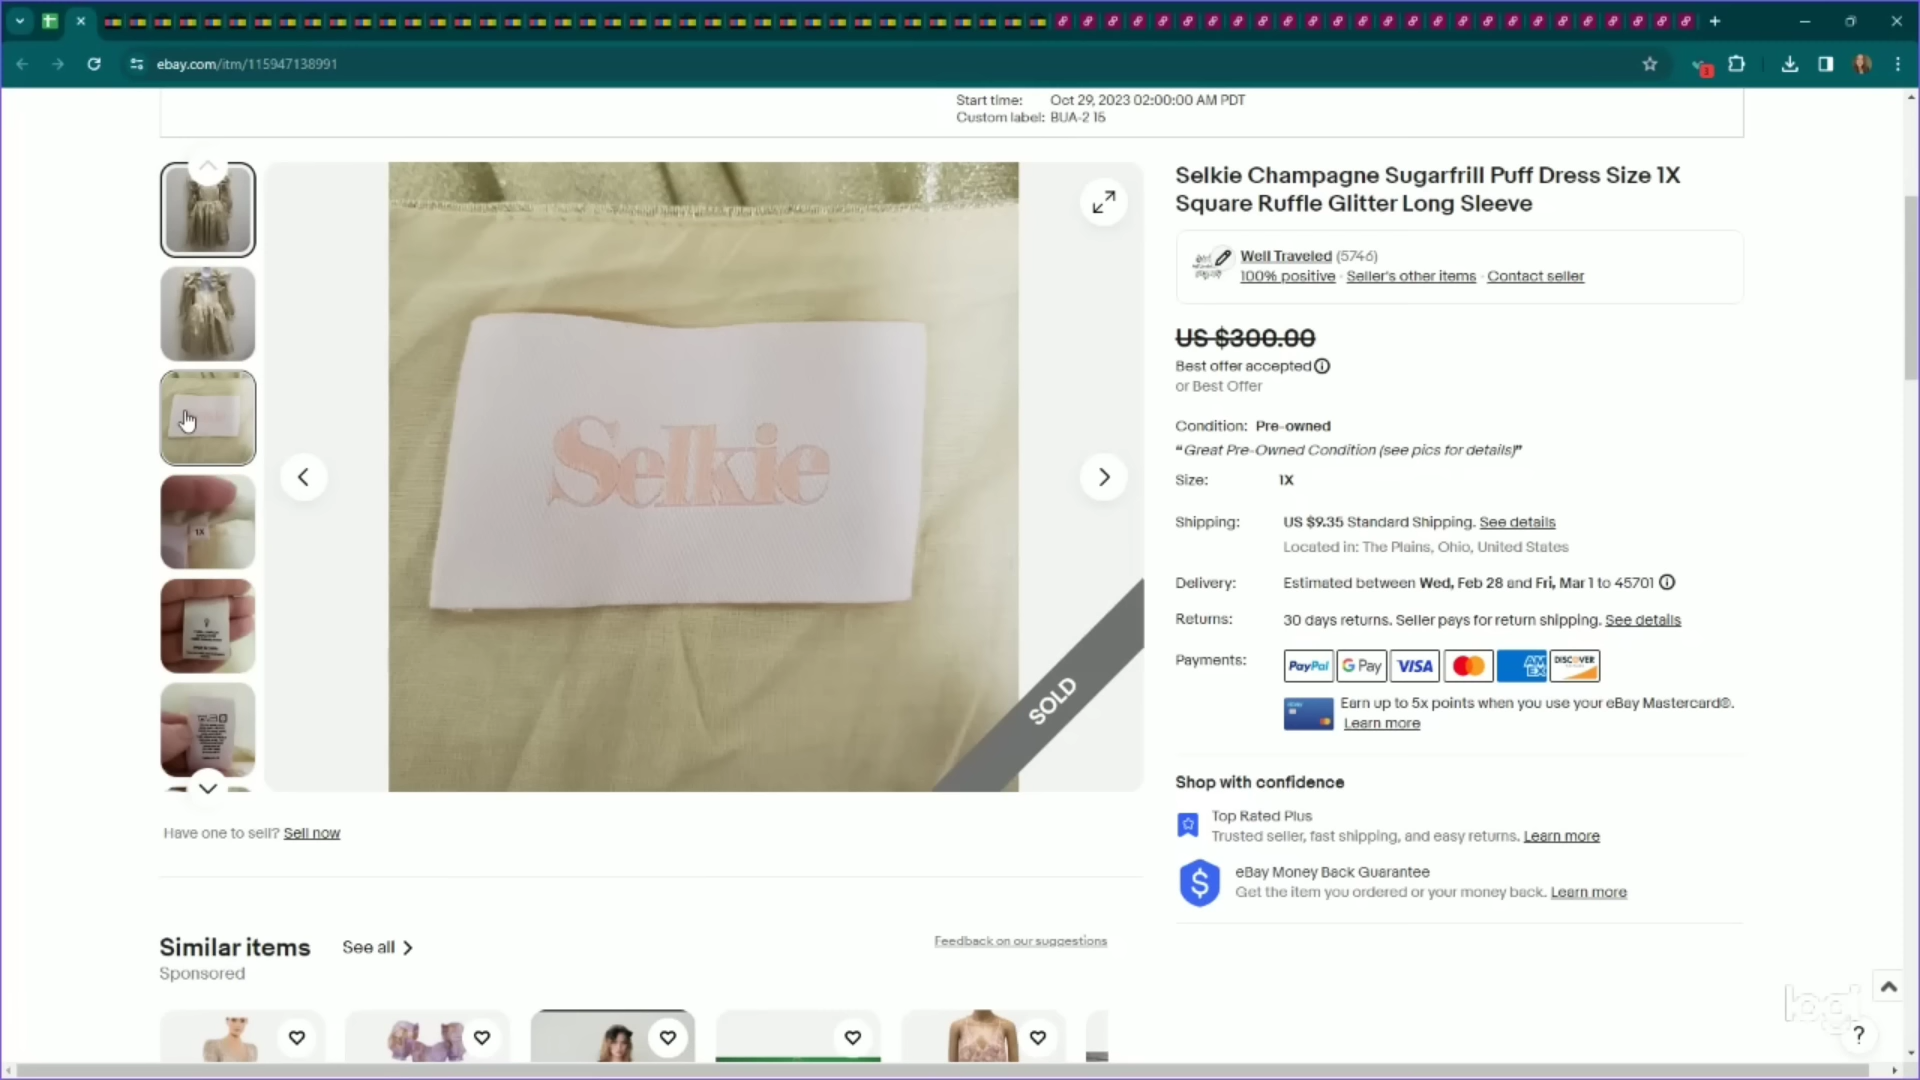 ebay.com/itm/115947138991
Start time: Oct 29, 2023 02:00:00 AM PDT
Custom label: BUA-2 15
Selkie Champagne Sugarfrill Puff Dress Size 1X
Square Ruffle Glitter Long Sleeve
Well Traveled (5746)
100% positive · Seller's other items · Contact seller
US $300.00
Best offer accepted
or Best Offer
Condition: Pre-owned
"Great Pre-Owned Condition (see pics for details)"
Size: 1X
Shipping: US $9.35 Standard Shipping. See details
Located in: The Plains, Ohio, United States
Delivery: Estimated between Wed, Feb 28 and Fri, Mar 1 to 45701
Returns: 30 days returns. Seller pays for return shipping. See details
Payments: PayPal G Pay VISA AMEX DISCOVER
Earn up to 5x points when you use your eBay Mastercard®.
Learn more
Shop with confidence
Top Rated Plus
Trusted seller, fast shipping, and easy returns. Learn more
eBay Money Back Guarantee
Get the item you ordered or your money back. Learn more
Selkie
SOLD
1X
Have one to sell? Sell now
Similar items See all
Sponsored
Feedback on our suggestions
logi
?